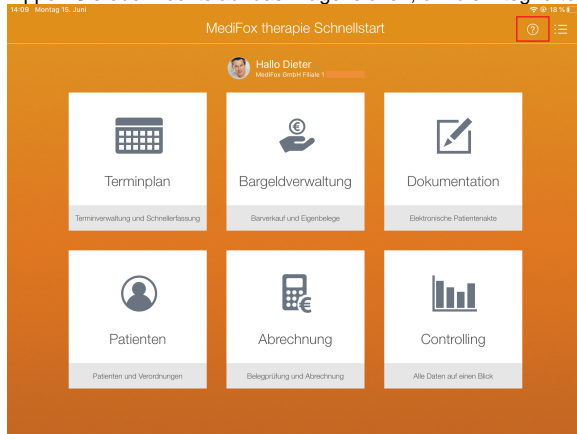 14:09 Montag 15. Juni
18 %
MediFox therapie Schnellstart
Hallo Dieter
MediFox GmbH Filiale 1
Terminplan
Bargeldverwaltung
Dokumentation
Terminverwaltung und Schnellerfassung
Barverkauf und Eigenbelege
Elektronische Patientenakte
Patienten
Abrechnung
Controlling
Patienten und Verordnungen
Belegprüfung und Abrechnung
Alle Daten auf einen Blick